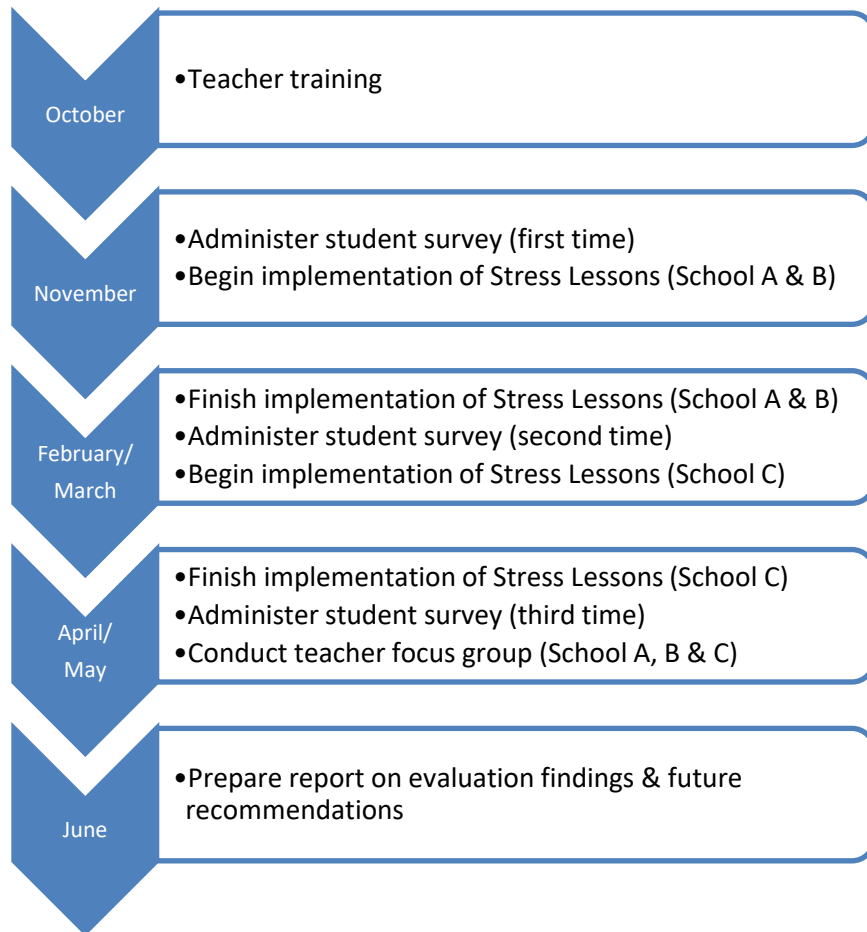 October
•Teacher training
November
•Administer student survey (first time)
•Begin implementation of Stress Lessons (School A & B)
February/
March
•Finish implementation of Stress Lessons (School A & B)
•Administer student survey (second time)
•Begin implementation of Stress Lessons (School C)
April/
May
•Finish implementation of Stress Lessons (School C)
•Administer student survey (third time)
•Conduct teacher focus group (School A, B & C)
June
•Prepare report on evaluation findings & future
recommendations